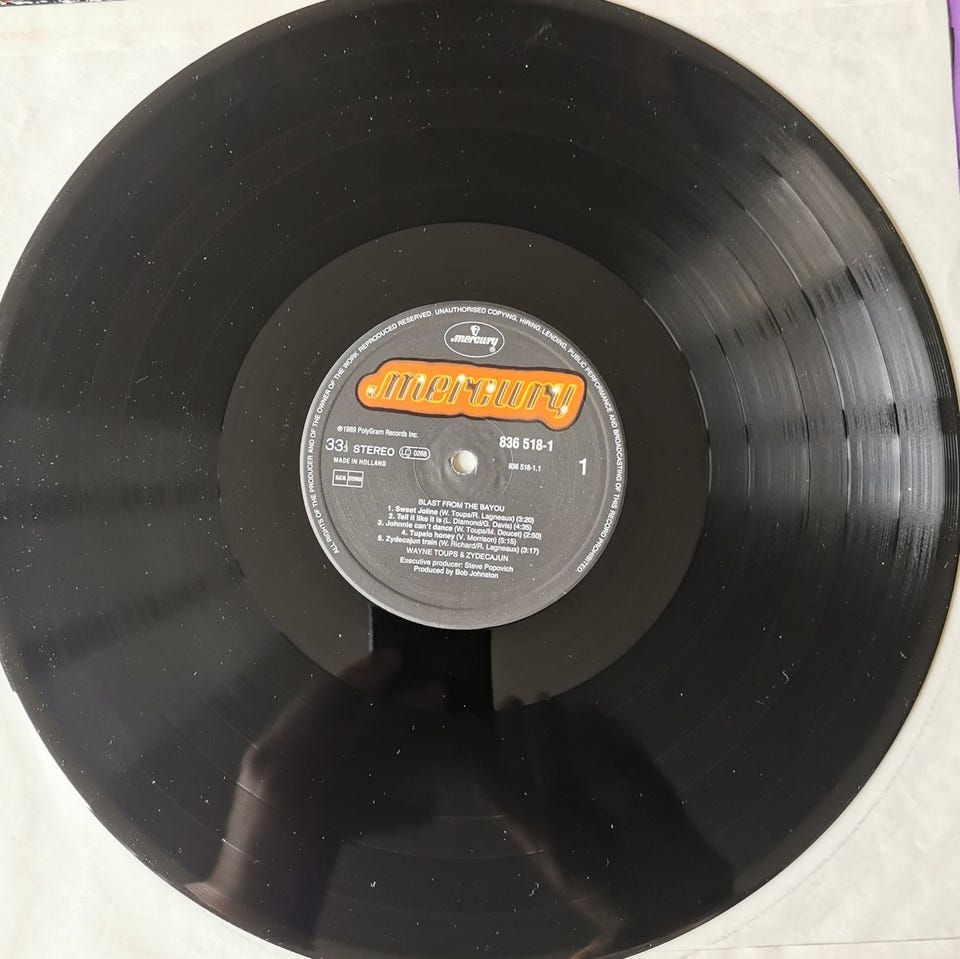 ALL RIGHTS OF THE PRODUCER AND OF THE OWNER OF THE WORK REPRODUCED RESERVED. UNAUTHORISED COPYING, HIRING, LENDING, PUBLIC PERFORMANCE AND BROADCASTING OF THIS RECORD PROHIBITED.
mercury ®
mercury
℗1989 PolyGram Records Inc.
836 518-1
33⅓ STEREO LC 0268
836 518-1.1
1
MADE IN HOLLAND
STEREO
BLAST FROM THE BAYOU
1. Sweet Joline (W. Toups/R. Lagneaux) (3:20)
2. Tell it like it is (L. Diamond/G. Davis) (4:35)
3. Johnnie can't dance (W. Toups/M. Doucet) (2:50)
4. Tupelo honey (V. Morrison) (5:15)
5. Zydecajun train (W. Richard/R. Lagneaux) (3:17)
WAYNE TOUPS & ZYDECAJUN
Executive producer: Steve Popovich
Produced by Bob Johnston